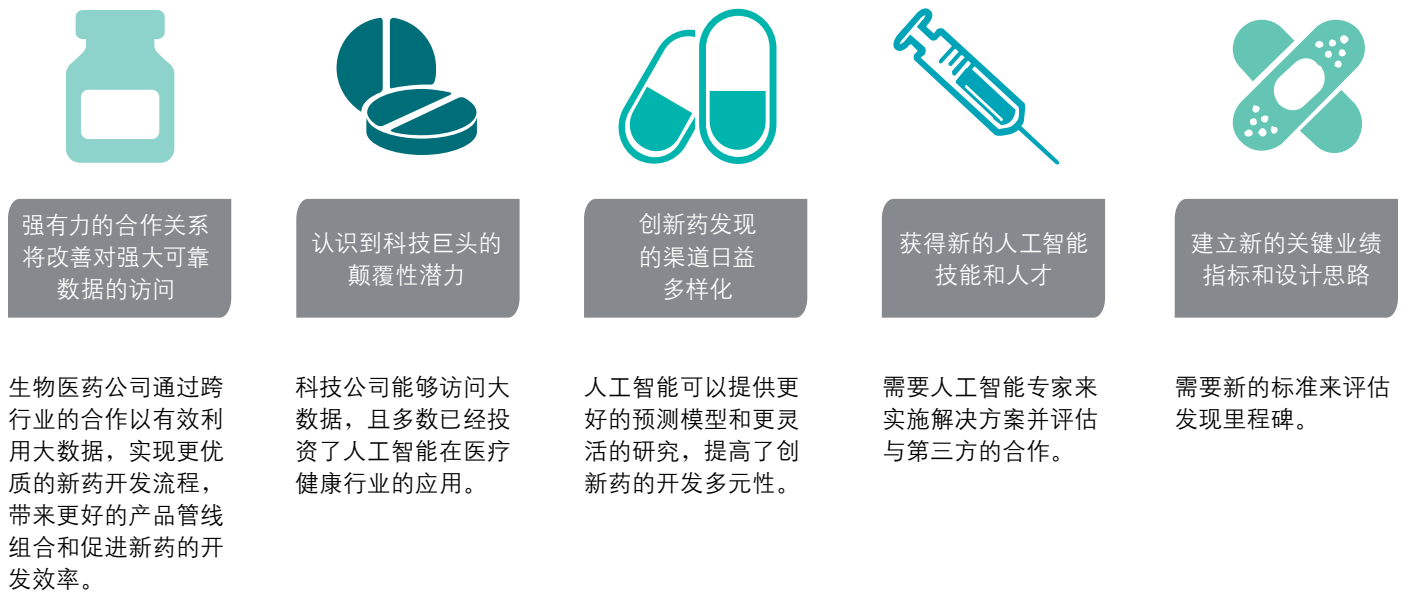 强有力的合作关系
将改善对强大可靠
数据的访问
认识到科技巨头的
颠覆性潜力
创新药发现
的渠道日益
多样化
获得新的人工智能
技能和人才
建立新的关键业绩
指标和设计思路
生物医药公司通过跨
行业的合作以有效利
用大数据，实现更优
质的新药开发流程，
带来更好的产品管线
组合和促进新药的开
发效率。
科技公司能够访问大
数据，且多数已经投
资了人工智能在医疗
健康行业的应用。
人工智能可以提供更
好的预测模型和更灵
活的研究，提高了创
新药的开发多元性。
需要人工智能专家来
实施解决方案并评估
与第三方的合作。
需要新的标准来评估
发现里程碑。